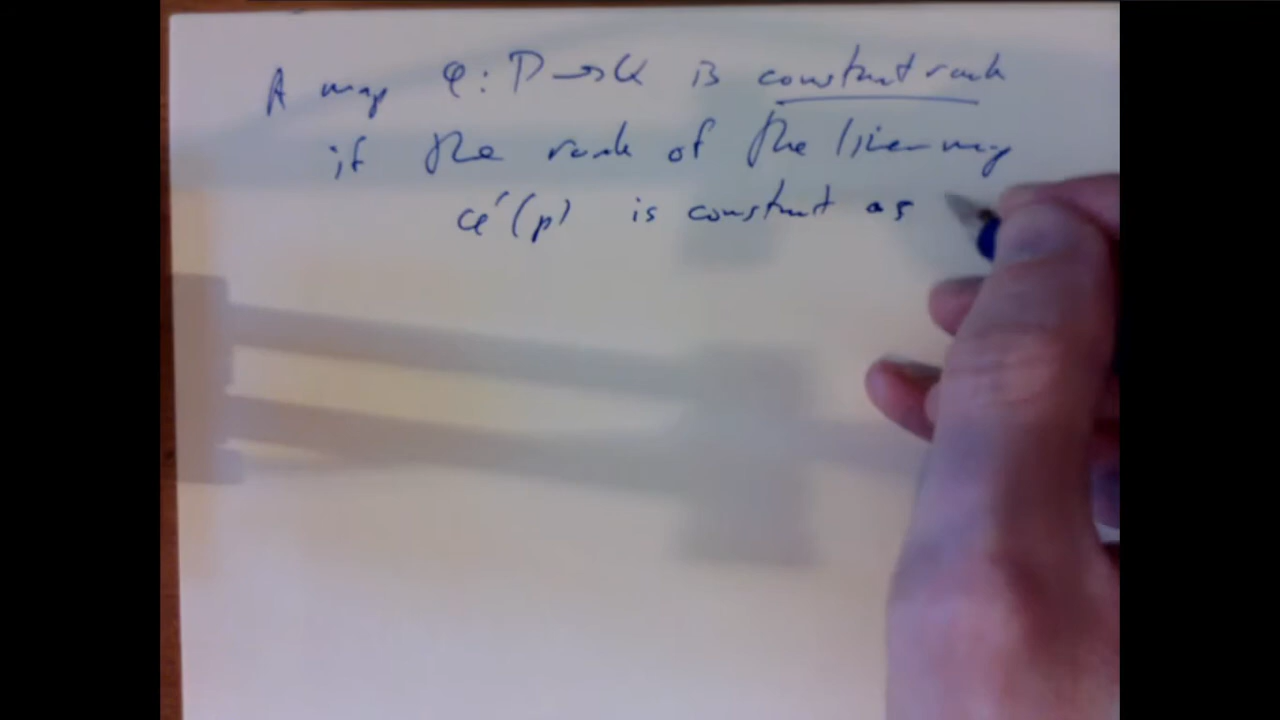 A map φ: P → Q is constant rank
if the rank of the linear map
φ'(p) is constant as